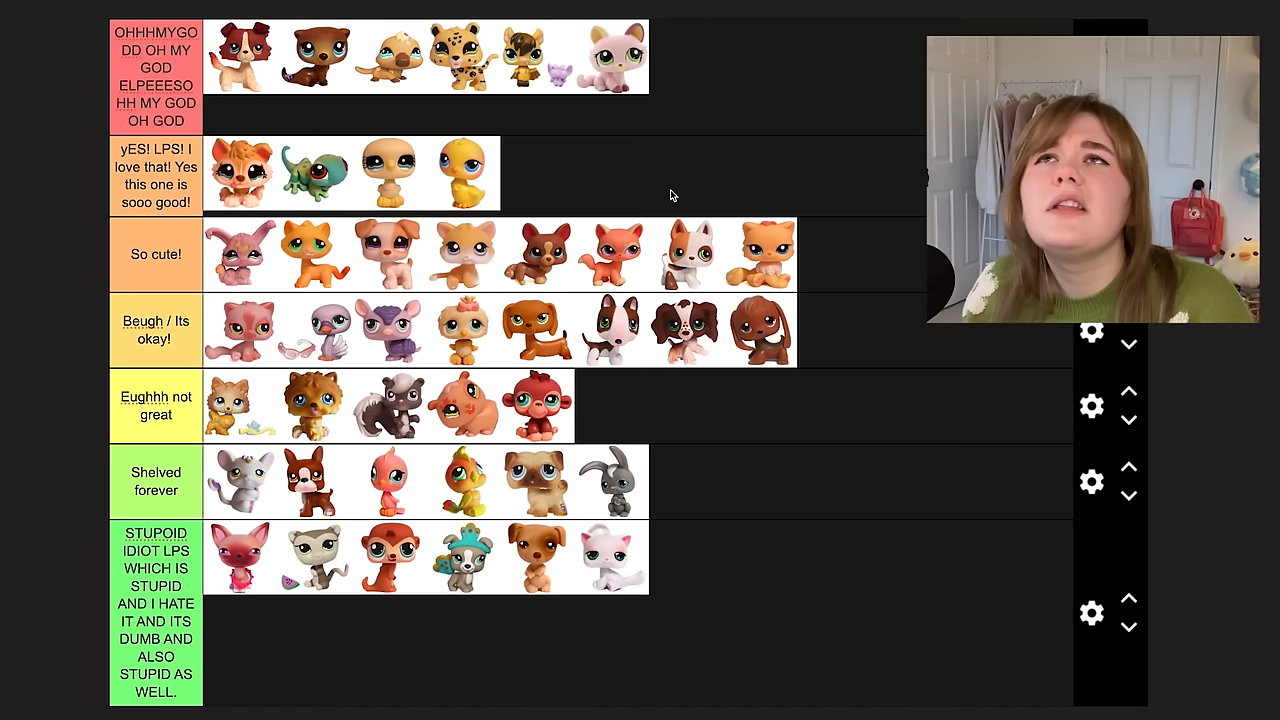 OHHHMYGO
DD OH MY
GOD
ELPEEESO
HH MY GOD
OH GOD
yES! LPS! I
love that! Yes
this one is
sooo good!
So cute!
Beugh / Its
okay!
Eughhh not
great
Shelved
forever
STUPOID
IDIOT LPS
WHICH IS
STUPID
AND I HATE
IT AND ITS
DUMB AND
ALSO
STUPID AS
WELL.